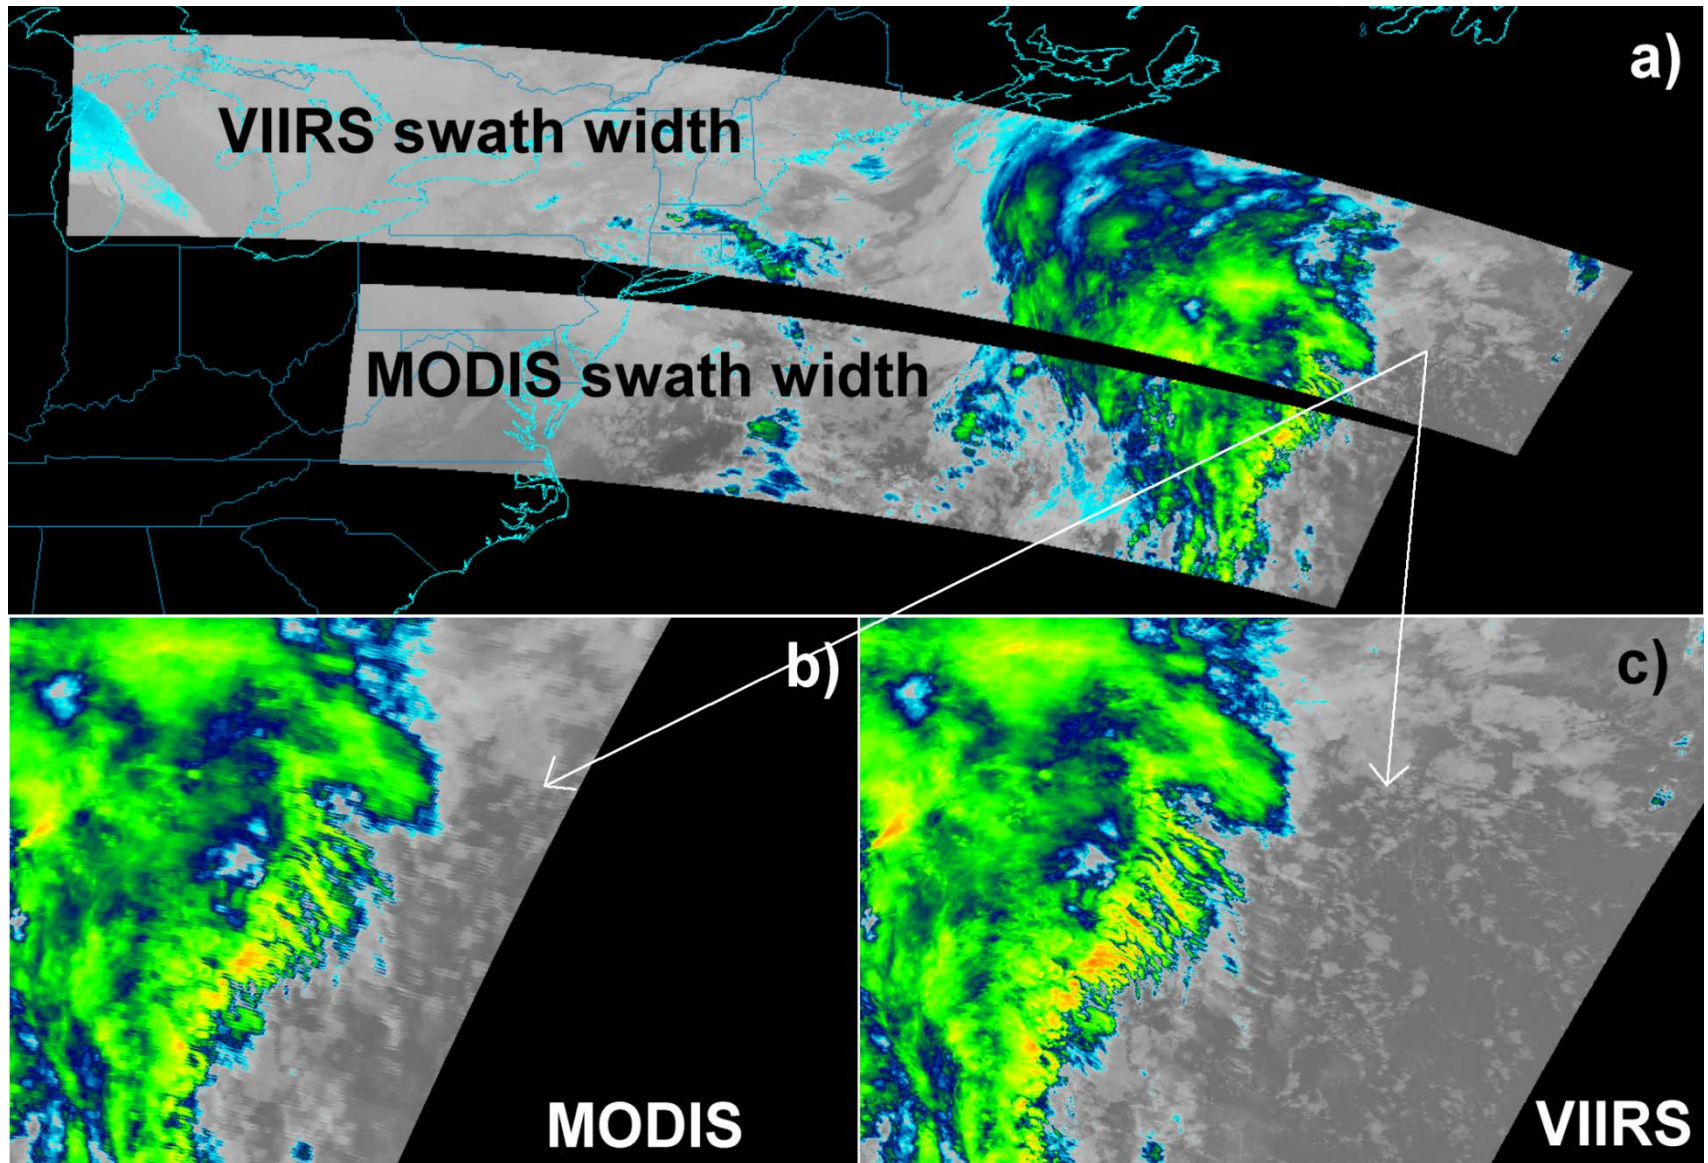 a)
VIIRS swath width
MODIS swath width
b)
c)
MODIS
VIIRS